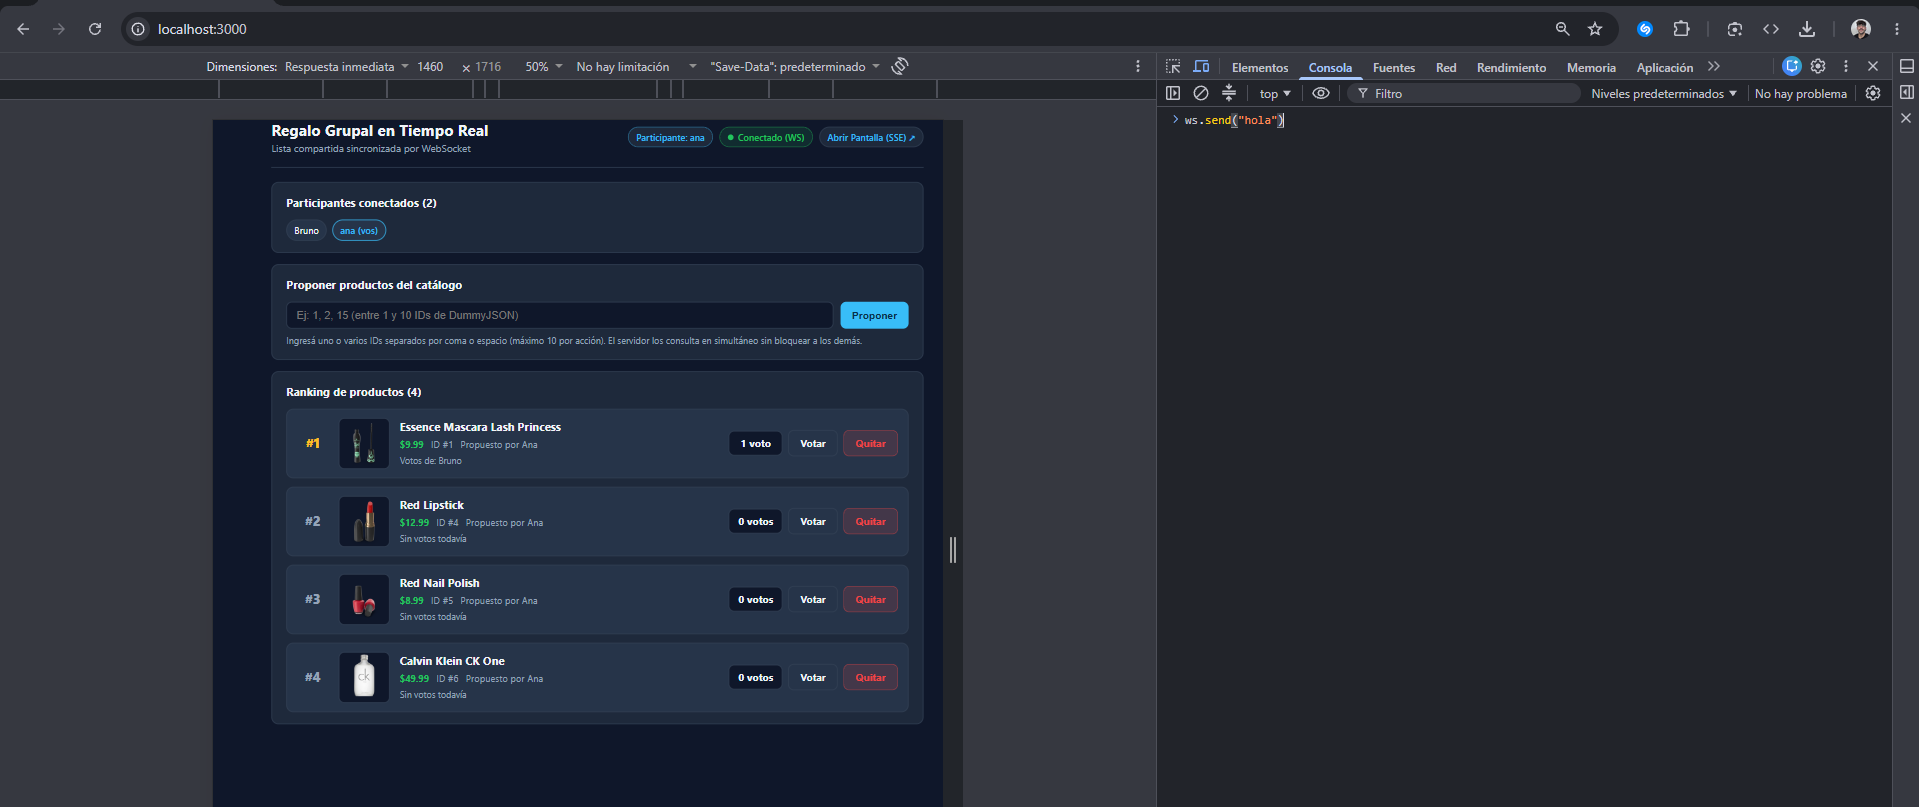 localhost:3000
Dimensiones: Respuesta inmediata 1460 × 1716 50% No hay limitación "Save-Data": predeterminado
Elementos Consola Fuentes Red Rendimiento Memoria Aplicación
top Filtro Niveles predeterminados No hay problema
ws.send("hola")
Regalo Grupal en Tiempo Real
Lista compartida sincronizada por WebSocket
Participante: ana Conectado (WS) Abrir Pantalla (SSE) ↗
Participantes conectados (2)
Bruno ana (vos)
Proponer productos del catálogo
Ej: 1, 2, 15 (entre 1 y 10 IDs de DummyJSON) Proponer
Ingresá uno o varios IDs separados por coma o espacio (máximo 10 por acción). El servidor los consulta en simultáneo sin bloquear a los demás.
Ranking de productos (4)
#1
Essence Mascara Lash Princess
$9.99 ID #1 Propuesto por Ana
Votos de: Bruno
1 voto Votar Quitar
#2
Red Lipstick
$12.99 ID #4 Propuesto por Ana
Sin votos todavía
0 votos Votar Quitar
#3
Red Nail Polish
$8.99 ID #5 Propuesto por Ana
Sin votos todavía
0 votos Votar Quitar
#4
ck
Calvin Klein CK One
$49.99 ID #6 Propuesto por Ana
Sin votos todavía
0 votos Votar Quitar